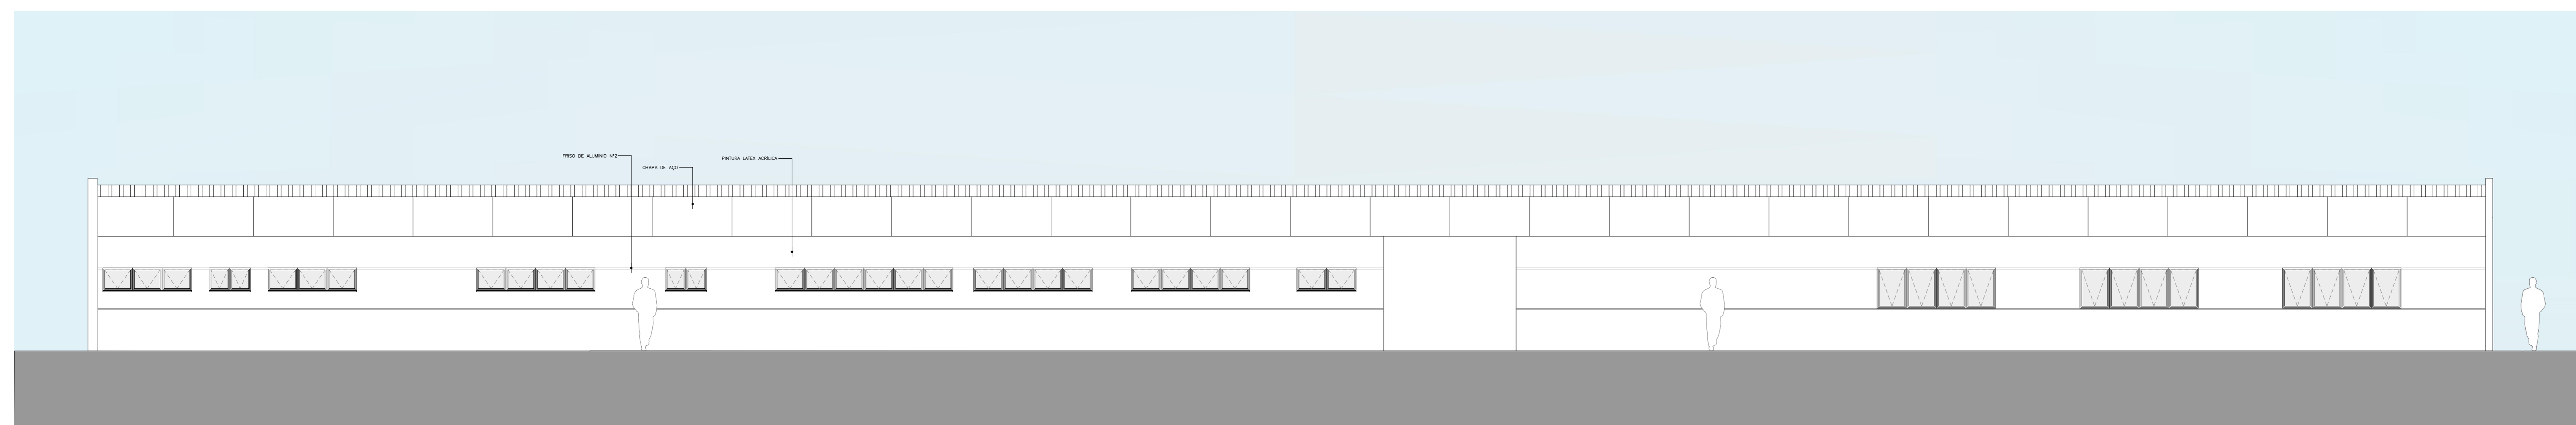 FRISO DE ALUMÍNIO Nº2
CHAPA DE AÇO
PINTURA LATEX ACRÍLICA